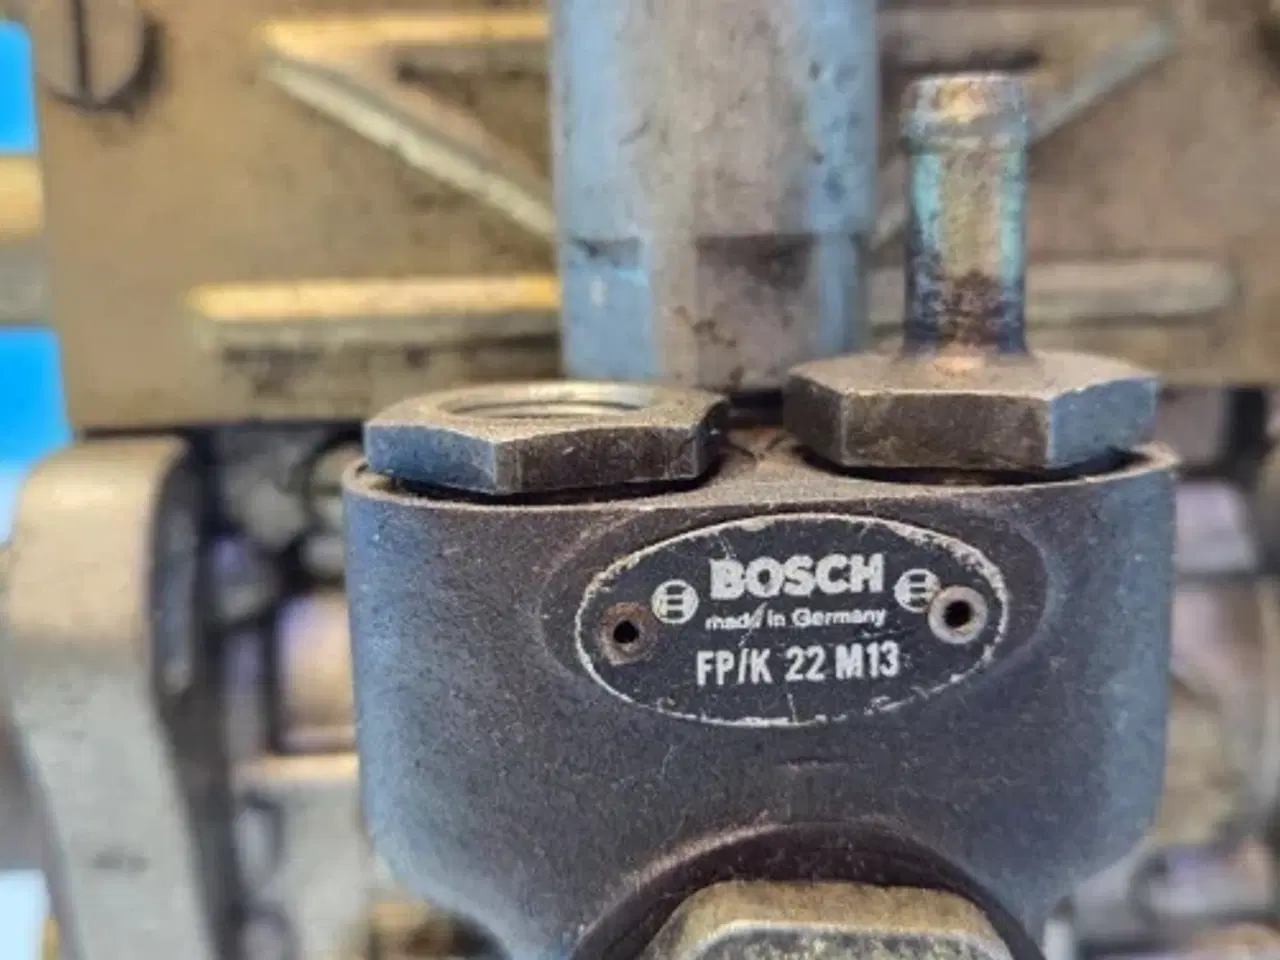 BOSCH
made in Germany
FP/K 22 M13